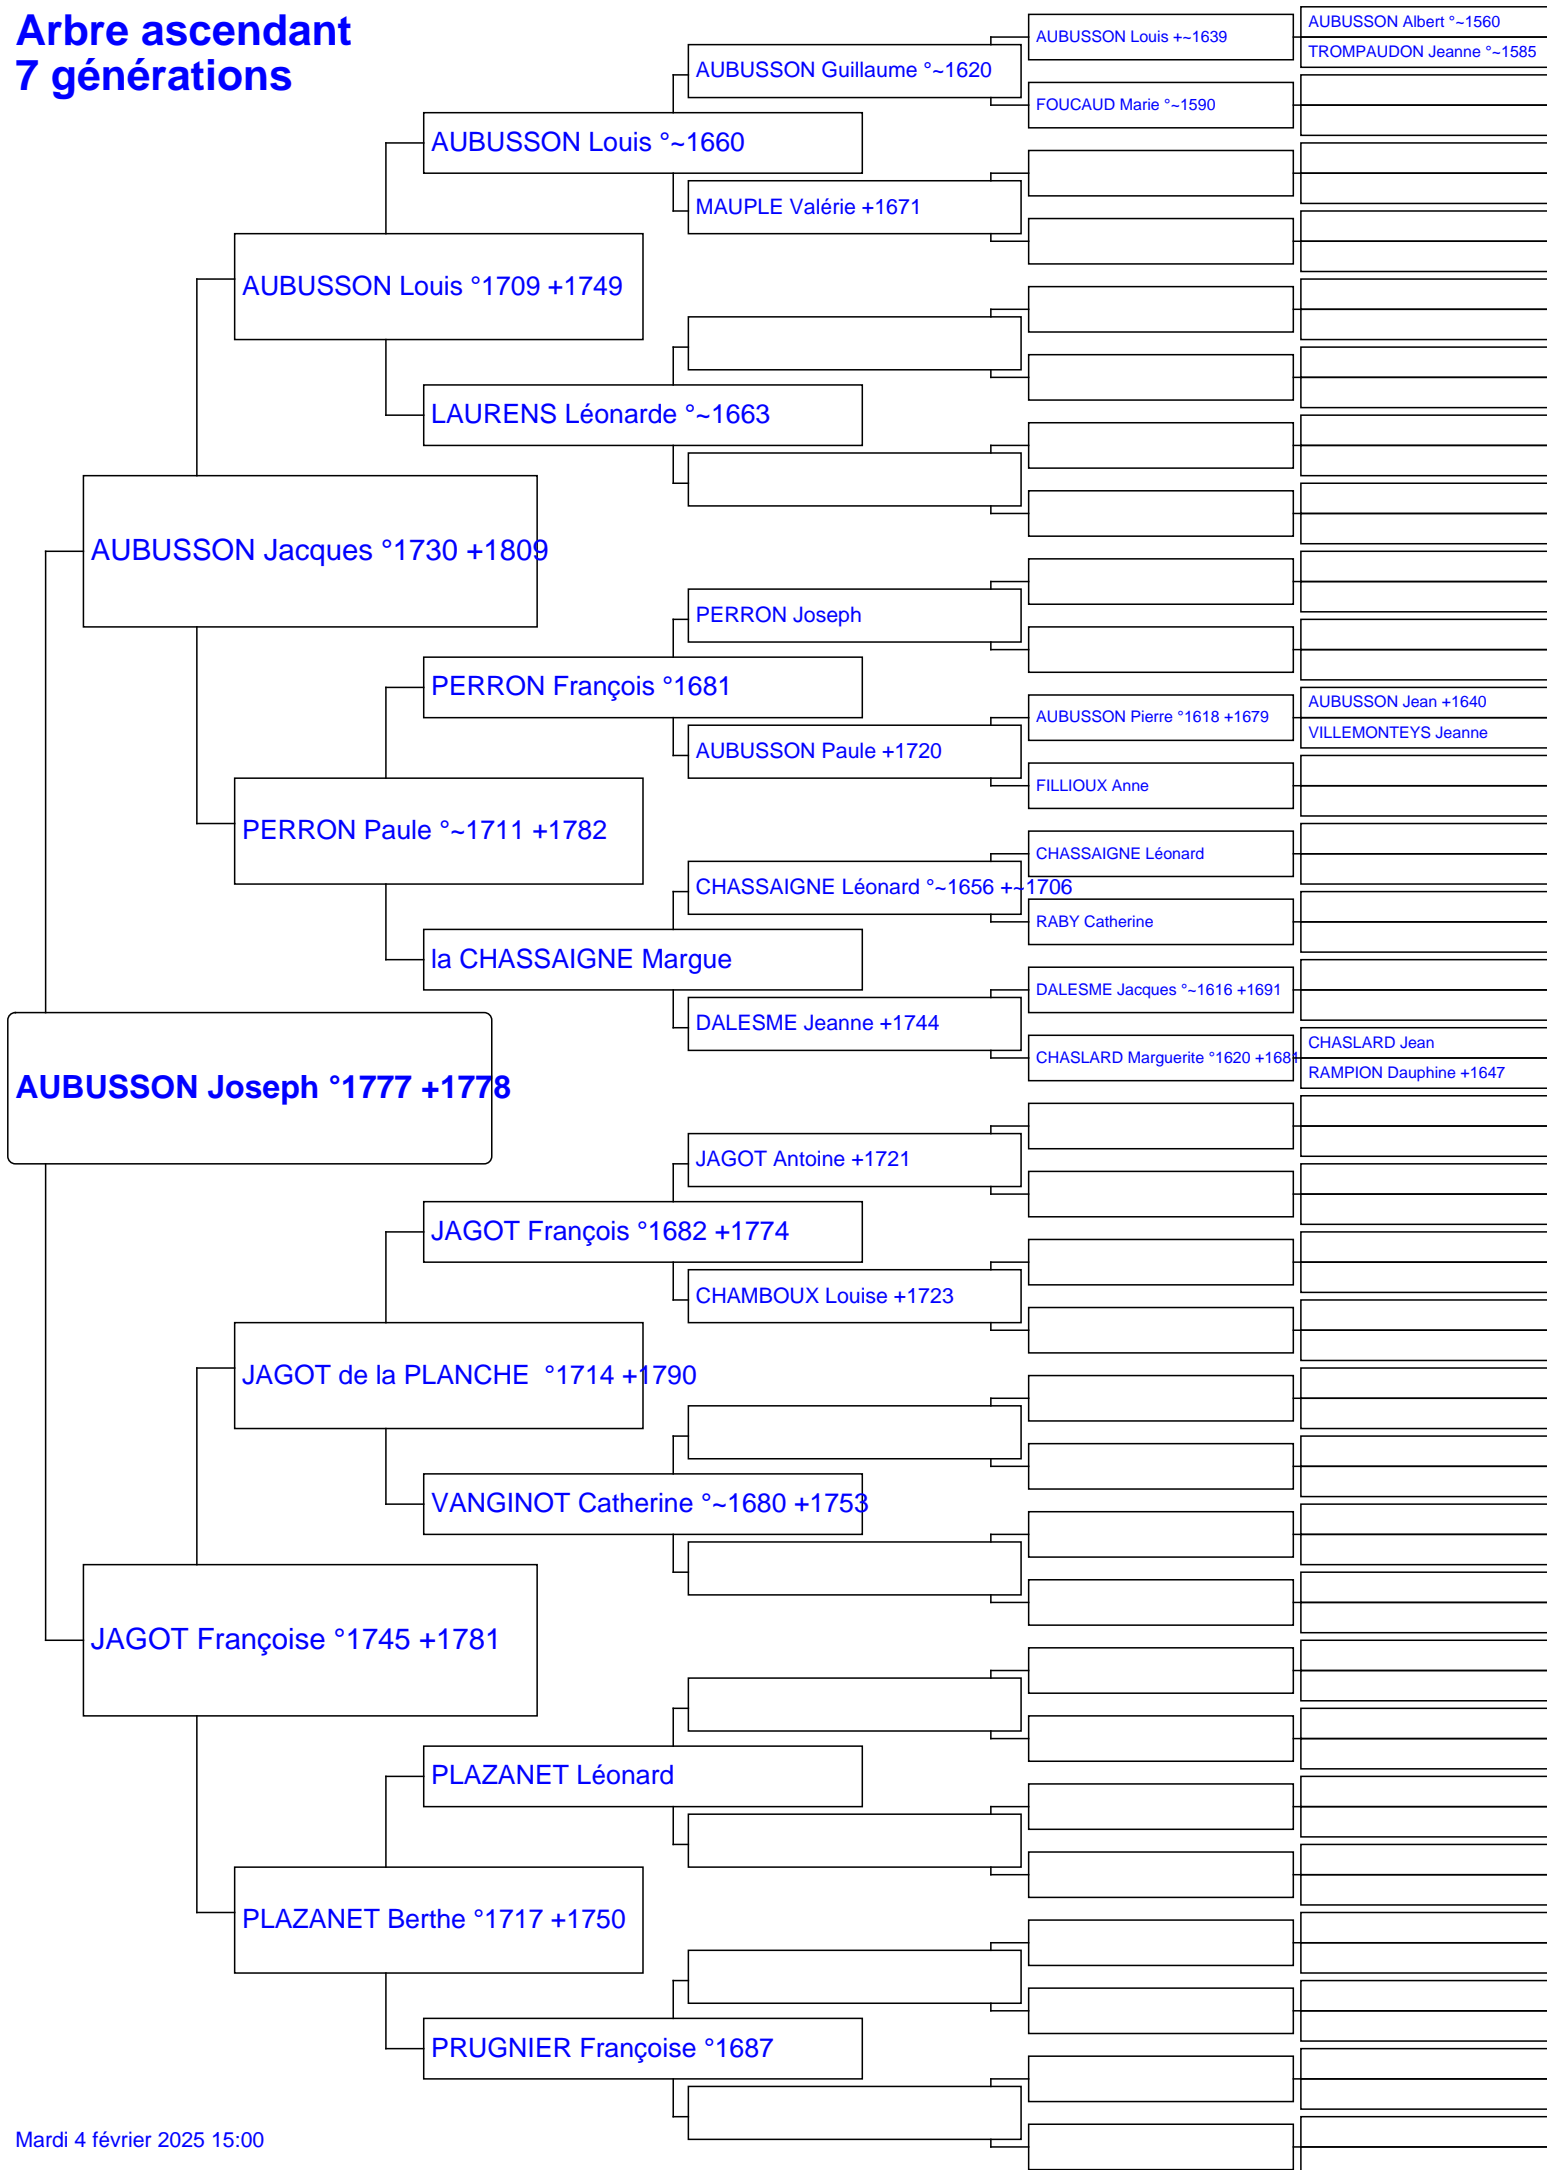 Arbre ascendant
7 générations
AUBUSSON Albert °~1560
AUBUSSON Louis +~1639
TROMPAUDON Jeanne °~1585
AUBUSSON Guillaume °~1620
FOUCAUD Marie °~1590
AUBUSSON Louis °~1660
MAUPLE Valérie +1671
AUBUSSON Louis °1709 +1749
LAURENS Léonarde °~1663
AUBUSSON Jacques °1730 +1809
PERRON Joseph
PERRON François °1681
AUBUSSON Jean +1640
AUBUSSON Pierre °1618 +1679
VILLEMONTEYS Jeanne
AUBUSSON Paule +1720
FILLIOUX Anne
PERRON Paule °~1711 +1782
CHASSAIGNE Léonard
CHASSAIGNE Léonard °~1656 +~1706
RABY Catherine
la CHASSAIGNE Margue
DALESME Jacques °~1616 +1691
DALESME Jeanne +1744
CHASLARD Jean
CHASLARD Marguerite °1620 +1681
RAMPION Dauphine +1647
AUBUSSON Joseph °1777 +1778
JAGOT Antoine +1721
JAGOT François °1682 +1774
CHAMBOUX Louise +1723
JAGOT de la PLANCHE  °1714 +1790
VANGINOT Catherine °~1680 +1753
JAGOT Françoise °1745 +1781
PLAZANET Léonard
PLAZANET Berthe °1717 +1750
PRUGNIER Françoise °1687
Mardi 4 février 2025 15:00